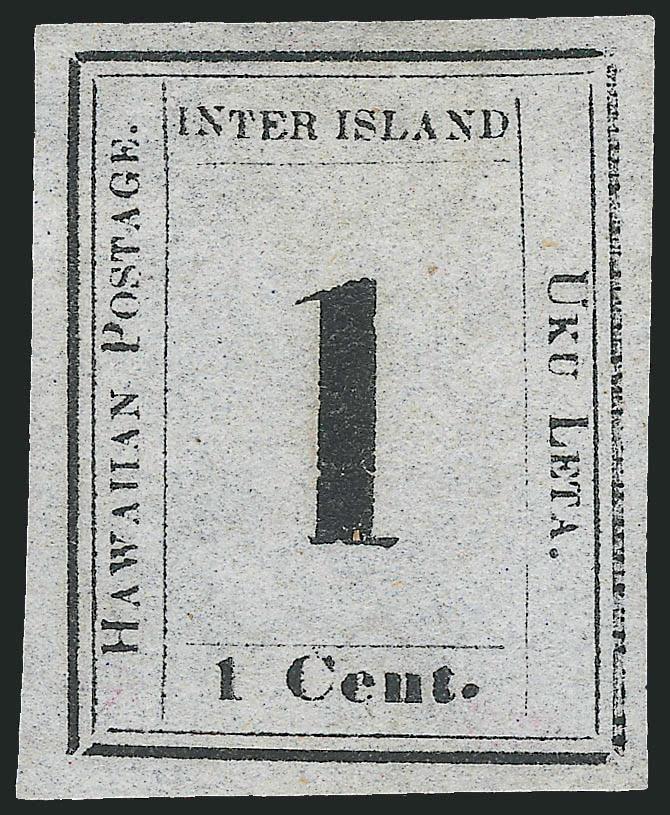 INTER ISLAND
HAWAIIAN POSTAGE.
1
UKU LETA.
1 Cent.